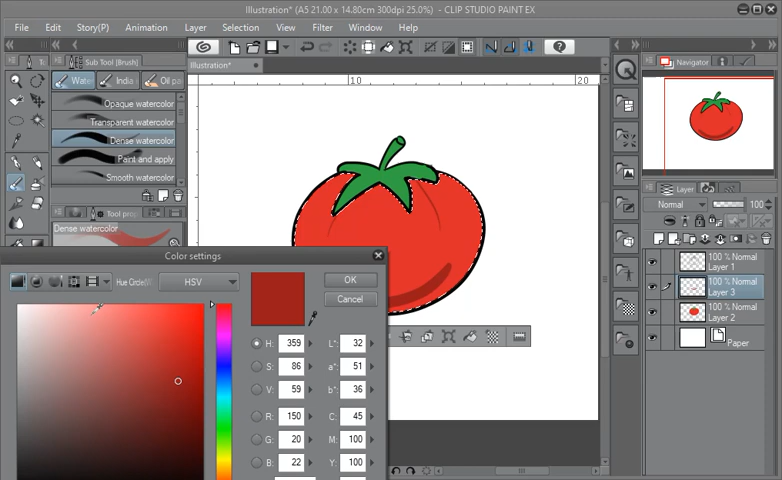 Illustration* (A5 21.00 x 14.80cm 300dpi 25.0%) - CLIP STUDIO PAINT EX
File Edit Story(P) Animation Layer Selection View Filter Window Help
Sub Tool [Brush]
Wate India Oil pa
Opaque watercolor
Transparent watercolor
Dense watercolor
Paint and apply
Smooth watercolor
Tool prop
Dense watercolor
Illustration*
10 20
Navigator
Layer
Normal 100
100 % Normal
Layer 1
100 % Normal
Layer 3
100 % Normal
Layer 2
Paper
Color settings
HSV
OK
Cancel
H: 359 L*: 32
S: 86 a*: 51
V: 59 b*: 36
R: 150 C: 45
G: 20 M: 100
B: 22 Y: 100